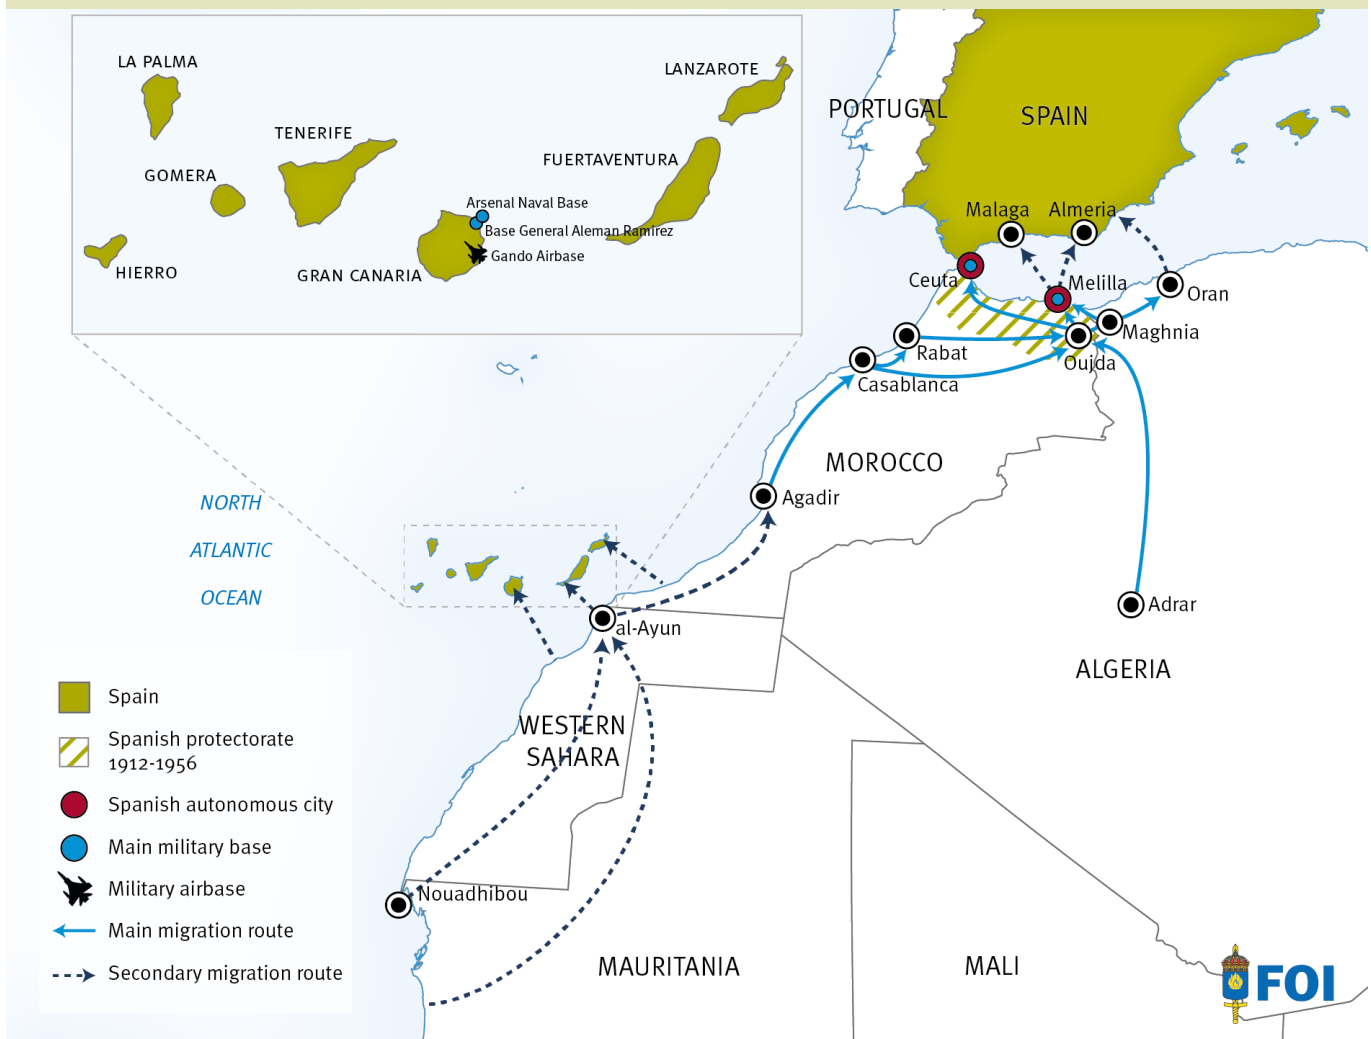 LA PALMA
LANZAROTE
TENERIFE
FUERTAVENTURA
GOMERA
Arsenal Naval Base
Base General Aleman Ramirez
Gando Airbase
HIERRO
GRAN CANARIA
PORTUGAL
SPAIN
Malaga
Almeria
Ceuta
Melilla
Oran
Maghnia
Rabat
Oujda
Casablanca
MOROCCO
Agadir
NORTH
ATLANTIC
OCEAN
Adrar
al-Ayun
ALGERIA
WESTERN
SAHARA
Nouadhibou
MAURITANIA
MALI
Spain
Spanish protectorate
1912-1956
Spanish autonomous city
Main military base
Military airbase
Main migration route
Secondary migration route
FOI